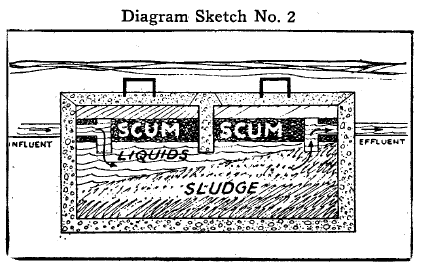 Diagram Sketch No. 2
SCUM SCUM
INFLUENT EFFLUENT
LIQUIDS
SLUDGE